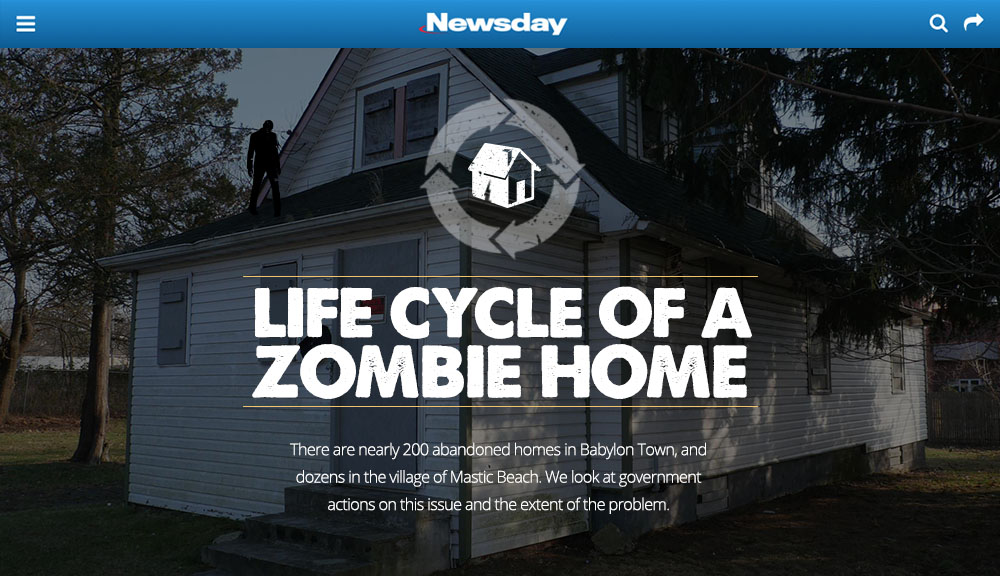 Newsday
LIFE CYCLE OF A
ZOMBIE HOME
There are nearly 200 abandoned homes in Babylon Town, and
dozens in the village of Mastic Beach. We look at government
actions on this issue and the extent of the problem.